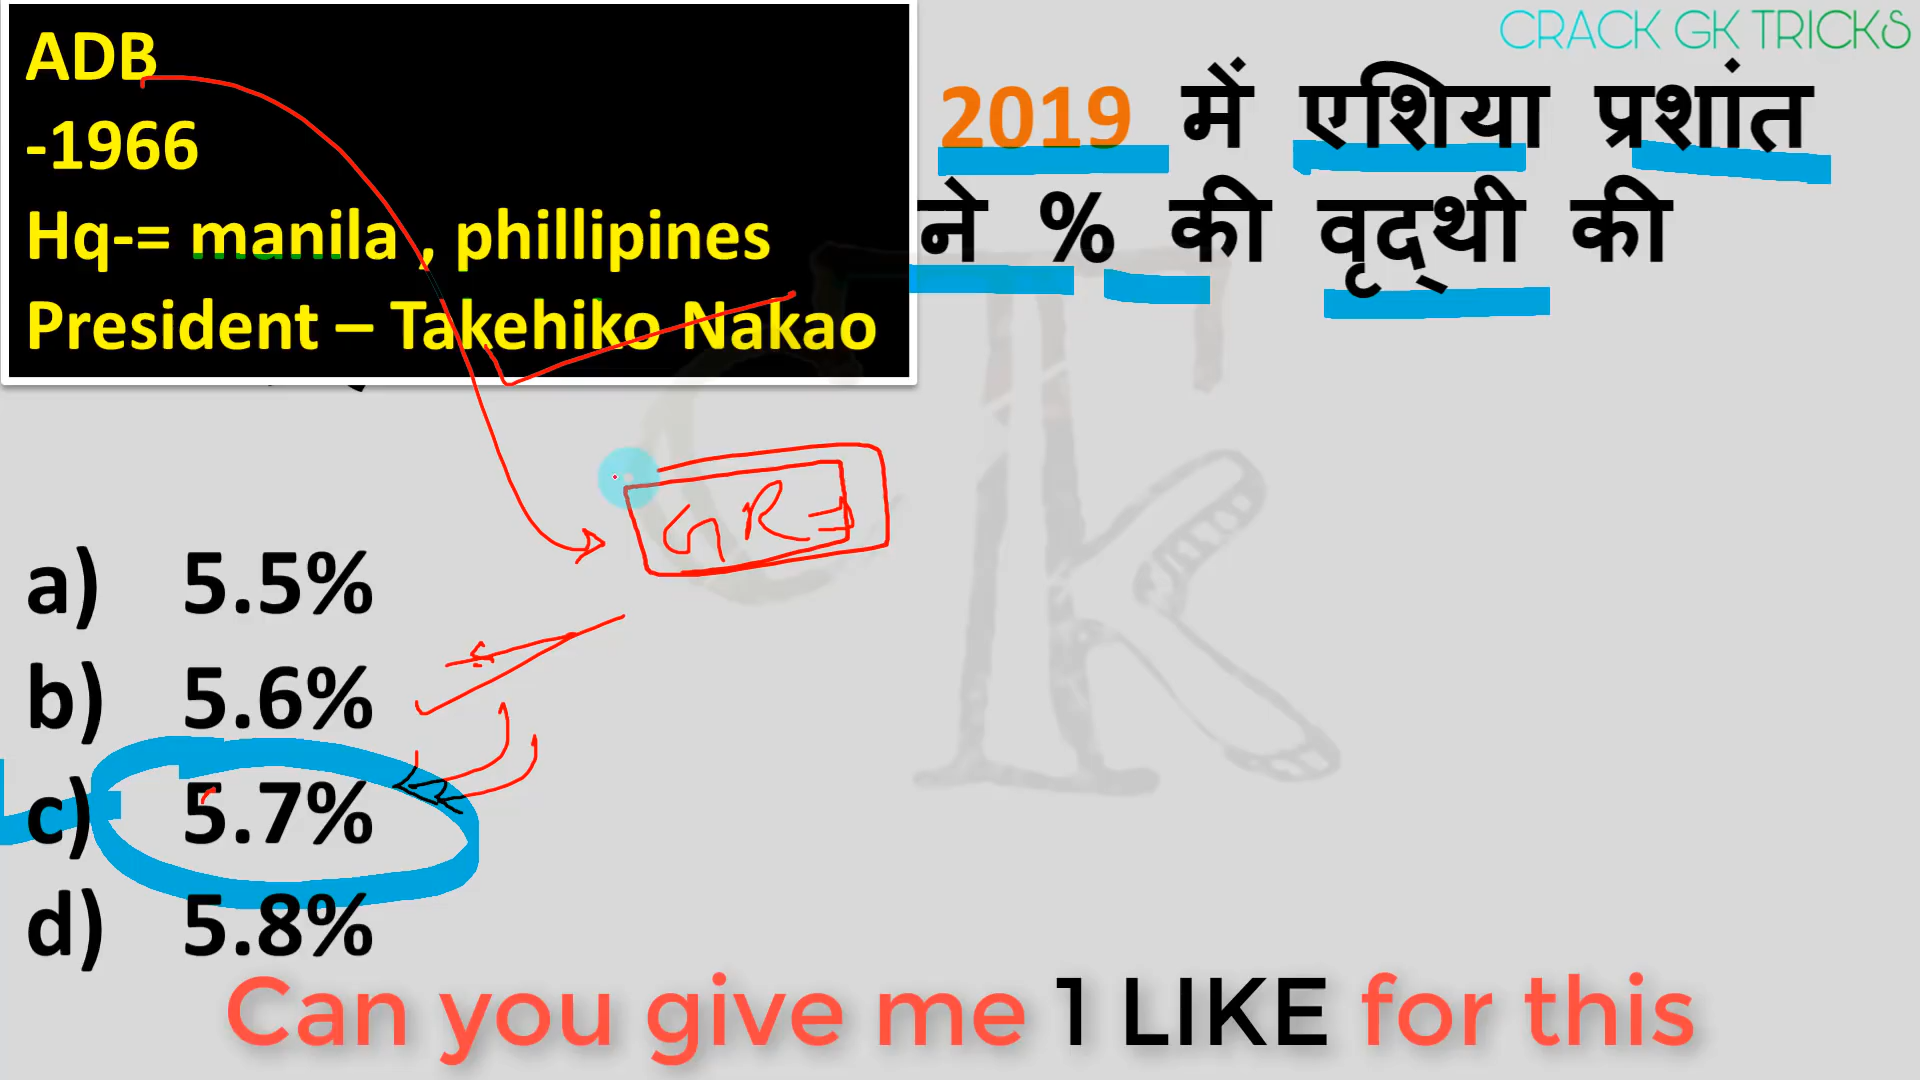 CRACK GK TRICKS
ADB
-1966
Hq-= manila , phillipines
President – Takehiko Nakao
2019 में एशिया प्रशांत
ने % की वृद्थी की
GR=
a) 5.5%
b) 5.6%
c) 5.7%
d) 5.8%
Can you give me 1 LIKE for this